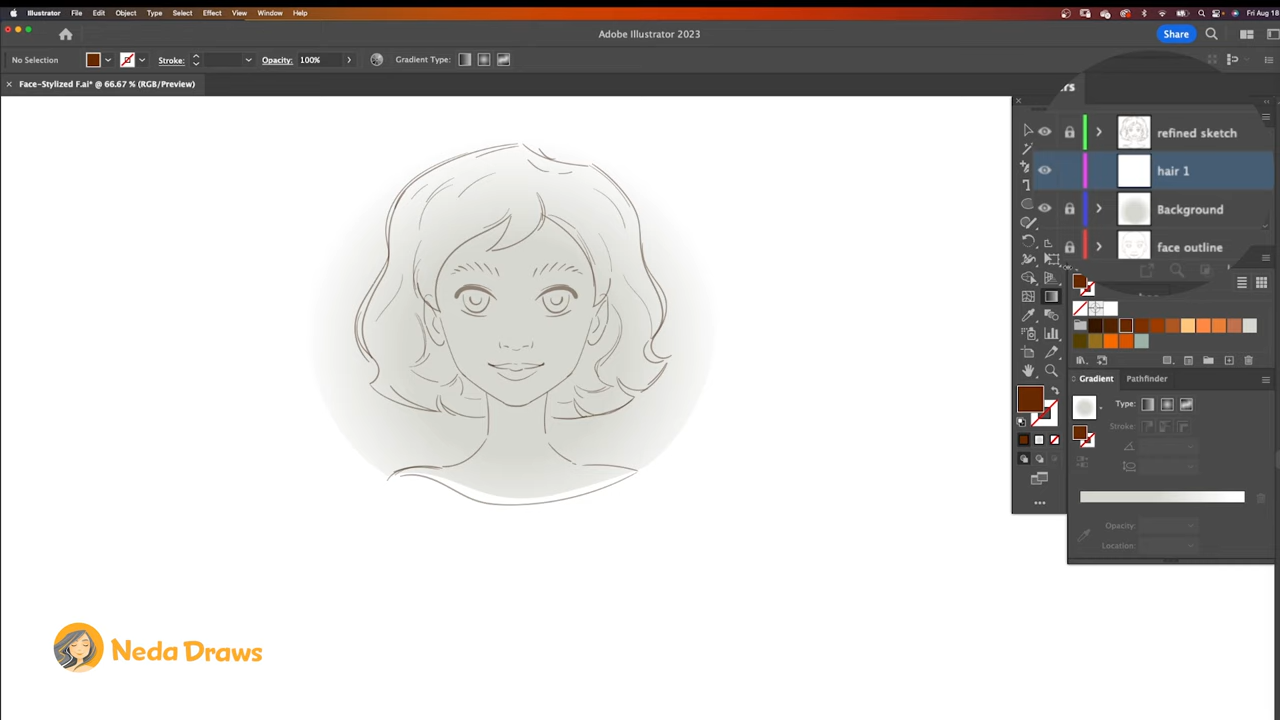 Illustrator File Edit Object Type Select Effect View Window Help Fri Aug 18
Adobe Illustrator 2023 Share
No Selection Stroke: Opacity: 100% Gradient Type:
Face-Stylized F.ai* @ 66.67 % (RGB/Preview)
rs
refined sketch
hair 1
Background
face outline
Gradient Pathfinder
Type:
Stroke:
Opacity:
Location:
Neda Draws